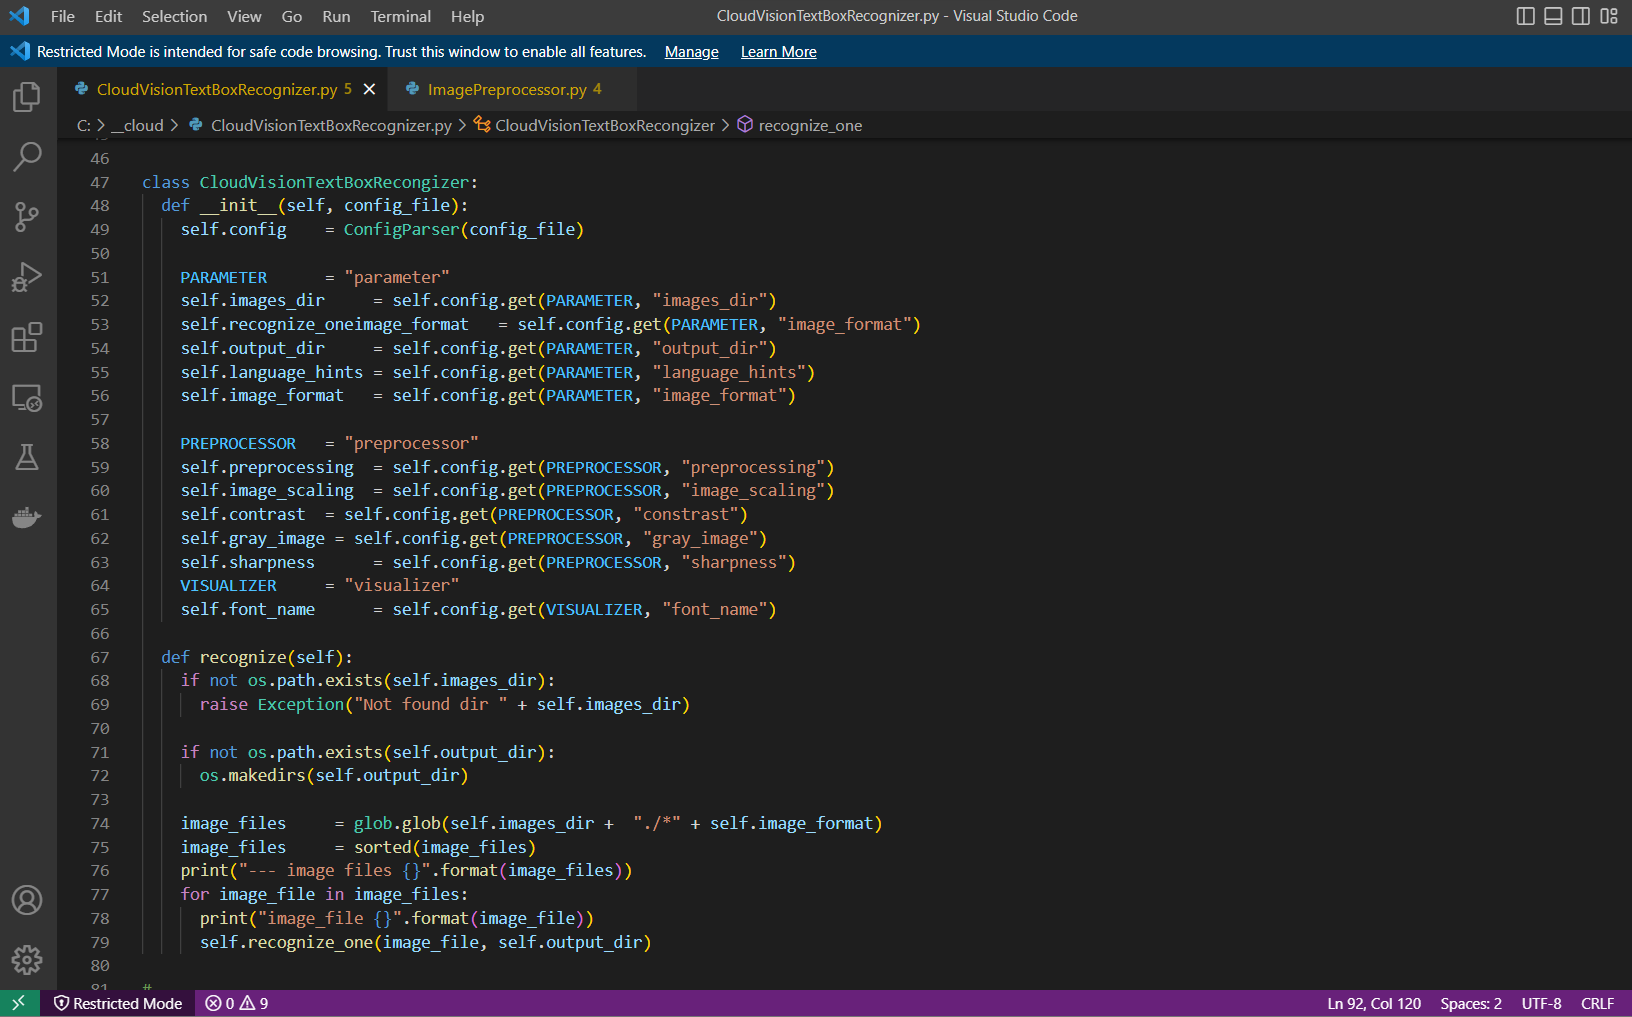 File Edit Selection View Go Run Terminal Help CloudVisionTextBoxRecognizer.py - Visual Studio Code
Restricted Mode is intended for safe code browsing. Trust this window to enable all features. Manage Learn More
CloudVisionTextBoxRecognizer.py 5 ImagePreprocessor.py 4
C: > __cloud > CloudVisionTextBoxRecognizer.py > CloudVisionTextBoxRecongizer > recognize_one
46
47 class CloudVisionTextBoxRecongizer:
48 def __init__(self, config_file):
49 self.config = ConfigParser(config_file)
50
51 PARAMETER = "parameter"
52 self.images_dir = self.config.get(PARAMETER, "images_dir")
53 self.recognize_oneimage_format = self.config.get(PARAMETER, "image_format")
54 self.output_dir = self.config.get(PARAMETER, "output_dir")
55 self.language_hints = self.config.get(PARAMETER, "language_hints")
56 self.image_format = self.config.get(PARAMETER, "image_format")
57
58 PREPROCESSOR = "preprocessor"
59 self.preprocessing = self.config.get(PREPROCESSOR, "preprocessing")
60 self.image_scaling = self.config.get(PREPROCESSOR, "image_scaling")
61 self.contrast = self.config.get(PREPROCESSOR, "constrast")
62 self.gray_image = self.config.get(PREPROCESSOR, "gray_image")
63 self.sharpness = self.config.get(PREPROCESSOR, "sharpness")
64 VISUALIZER = "visualizer"
65 self.font_name = self.config.get(VISUALIZER, "font_name")
66
67 def recognize(self):
68 if not os.path.exists(self.images_dir):
69 raise Exception("Not found dir " + self.images_dir)
70
71 if not os.path.exists(self.output_dir):
72 os.makedirs(self.output_dir)
73
74 image_files = glob.glob(self.images_dir + "./*" + self.image_format)
75 image_files = sorted(image_files)
76 print("--- image files {}".format(image_files))
77 for image_file in image_files:
78 print("image_file {}".format(image_file))
79 self.recognize_one(image_file, self.output_dir)
80
81 #
Restricted Mode 0 9 Ln 92, Col 120 Spaces: 2 UTF-8 CRLF